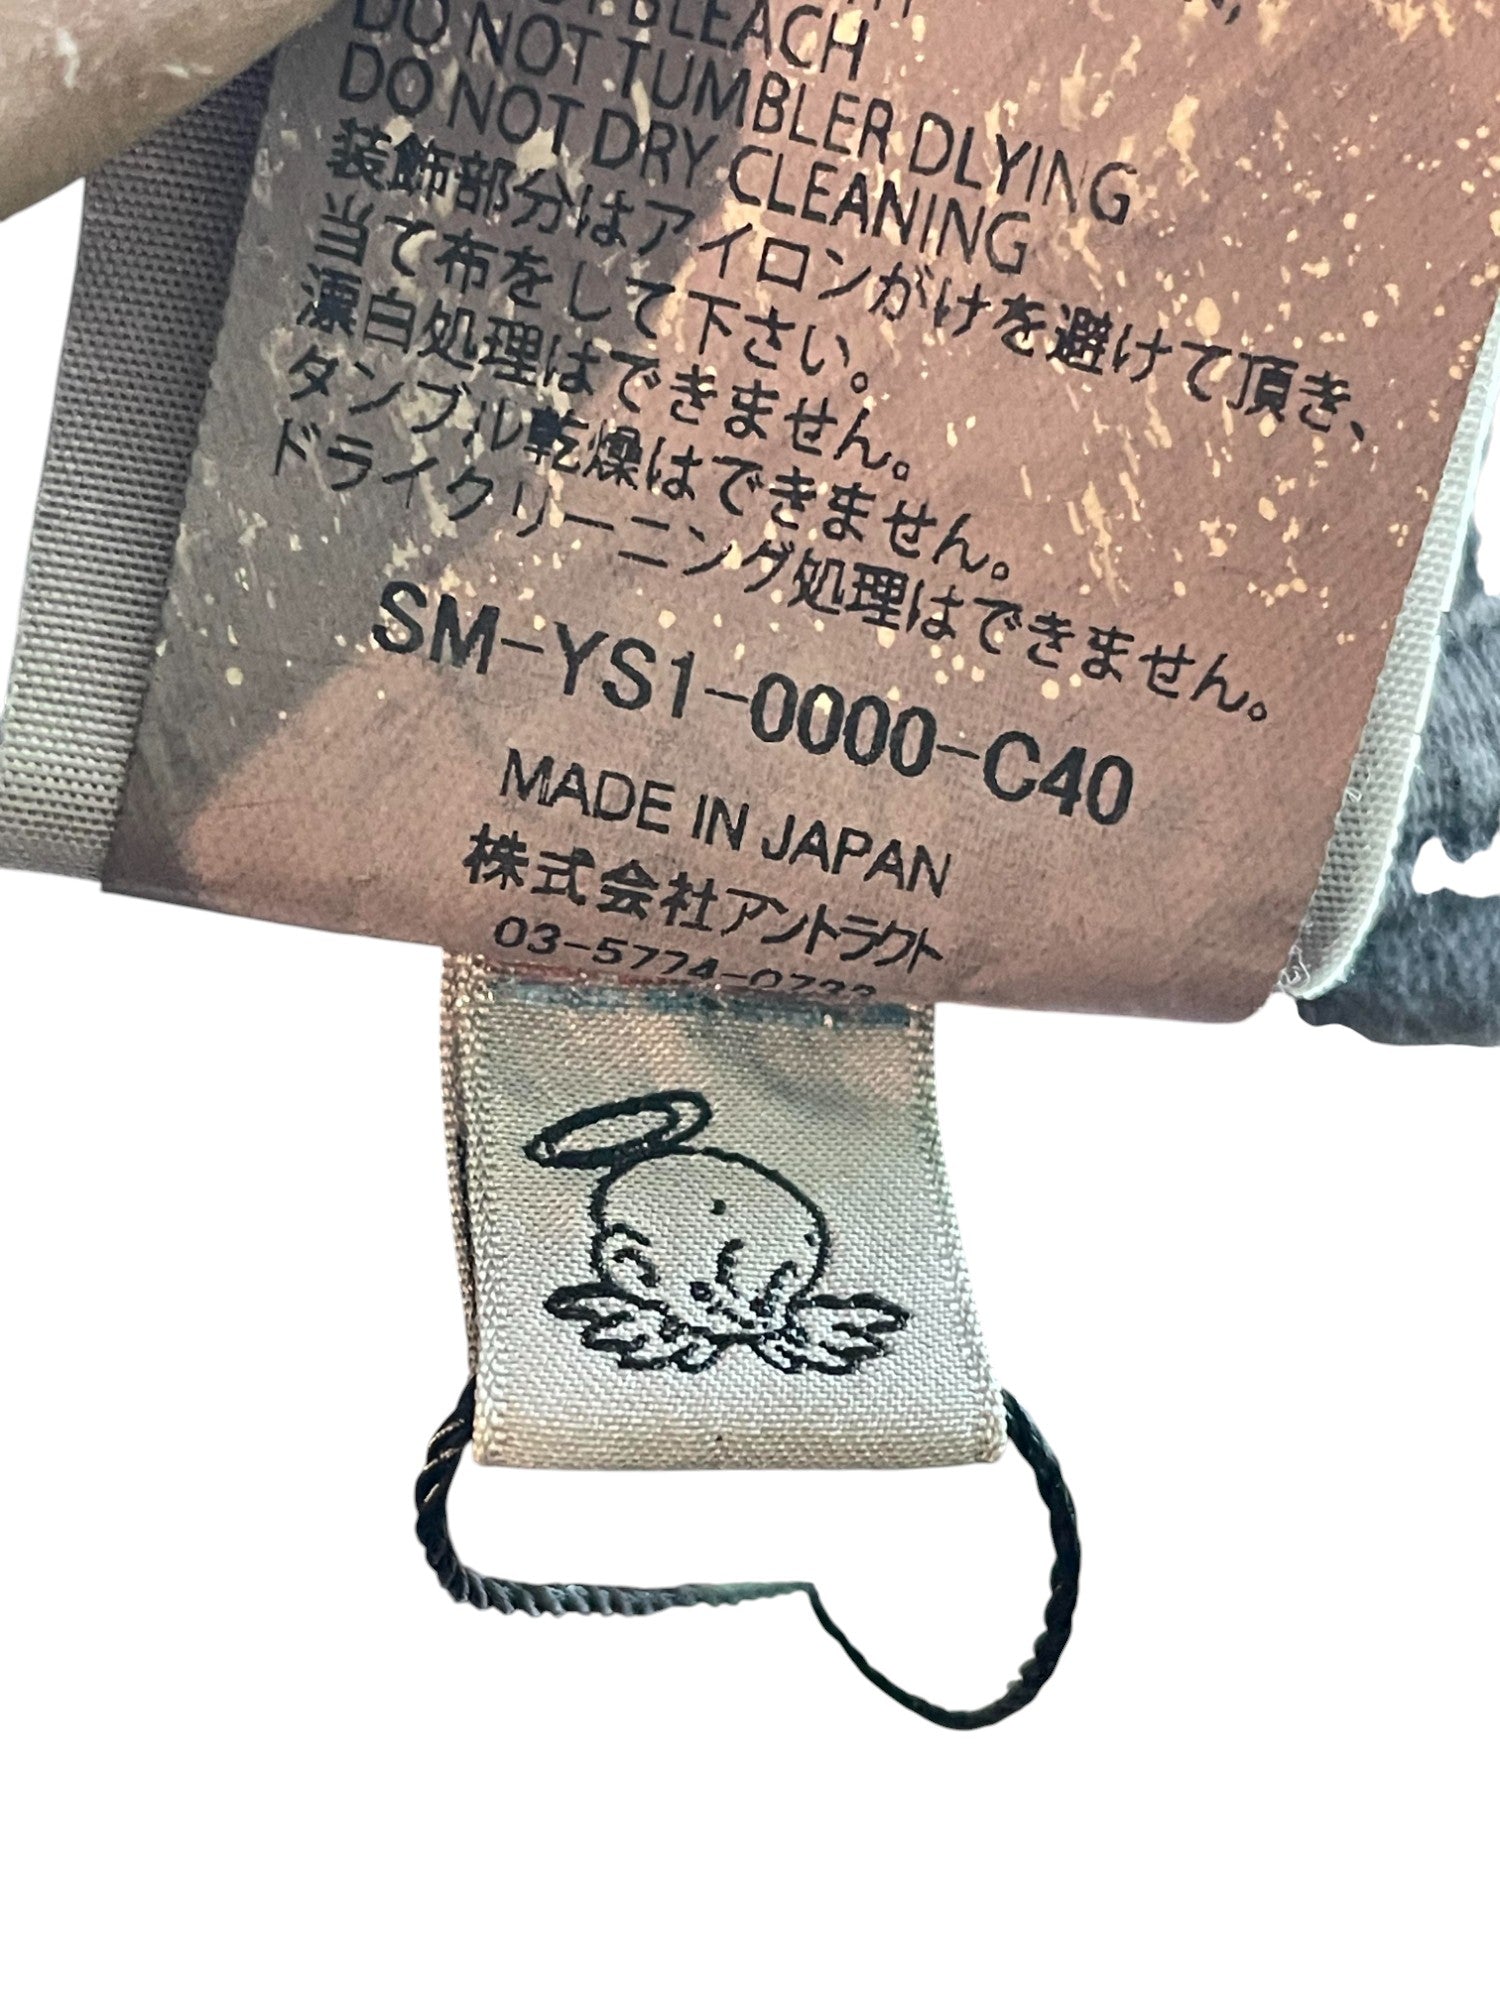 BLEACH
DO NOT TUMBLER DLYING
DO NOT DRY CLEANING
装飾部分はアイロンがけを避けて頂き、
当て布をして下さい。
漂白処理はできません。
タンブル乾燥はできません。
ドライクリーニング処理はできません。
SM-YS1-0000-C40
MADE IN JAPAN
株式会社アントラクト
03-5774-0733